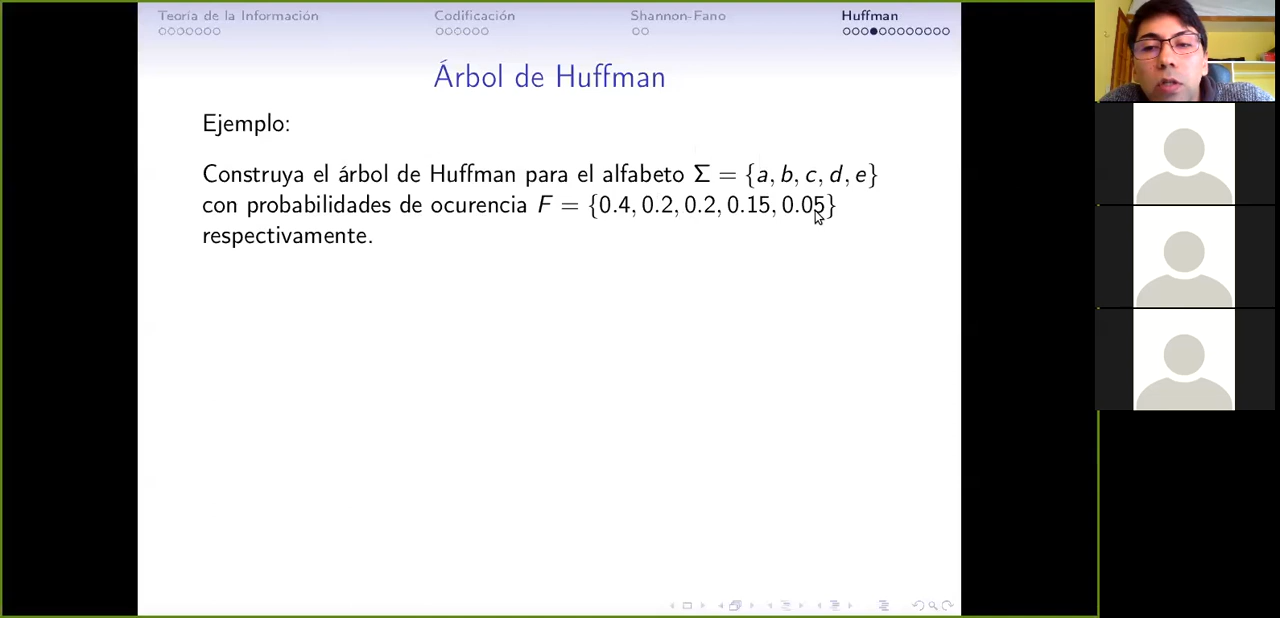 Teoría de la Información
Codificación
Shannon-Fano
Huffman
Árbol de Huffman
Ejemplo:
Construya el árbol de Huffman para el alfabeto Σ = {a, b, c, d, e}
con probabilidades de ocurencia F = {0.4, 0.2, 0.2, 0.15, 0.05}
respectivamente.